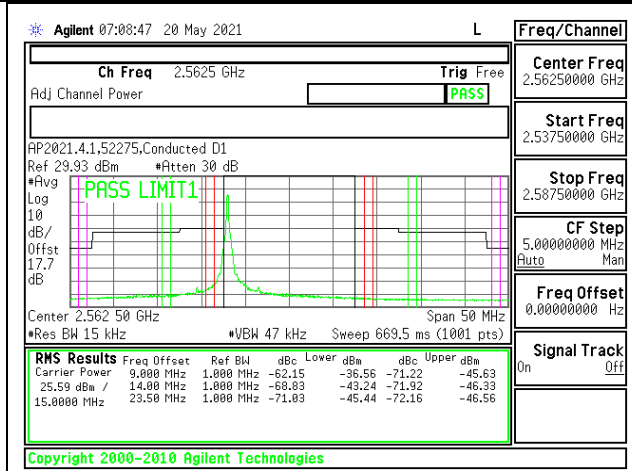 Agilent 07:08:47 20 May 2021 L
Freq/Channel
Ch Freq 2.5625 GHz Trig Free
Adj Channel Power PASS
AP2021.4.1,52275,Conducted D1
Ref 29.93 dBm #Atten 30 dB
#Avg
Log
10
dB/
Offst
17.7
dB
PASS LIMIT1
Center 2.562 50 GHz Span 50 MHz
#Res BW 15 kHz #VBW 47 kHz Sweep 669.5 ms (1001 pts)
RMS Results Freq Offset Ref BW dBc Lower dBm dBc Upper dBm
Carrier Power 9.000 MHz 1.000 MHz -62.15 -36.56 -71.22 -45.63
25.59 dBm / 14.00 MHz 1.000 MHz -68.83 -43.24 -71.92 -46.33
15.0000 MHz 23.50 MHz 1.000 MHz -71.03 -45.44 -72.16 -46.56
Center Freq
2.56250000 GHz
Start Freq
2.53750000 GHz
Stop Freq
2.58750000 GHz
CF Step
5.00000000 MHz
Auto Man
Freq Offset
0.00000000 Hz
Signal Track
On Off
Copyright 2000-2010 Agilent Technologies